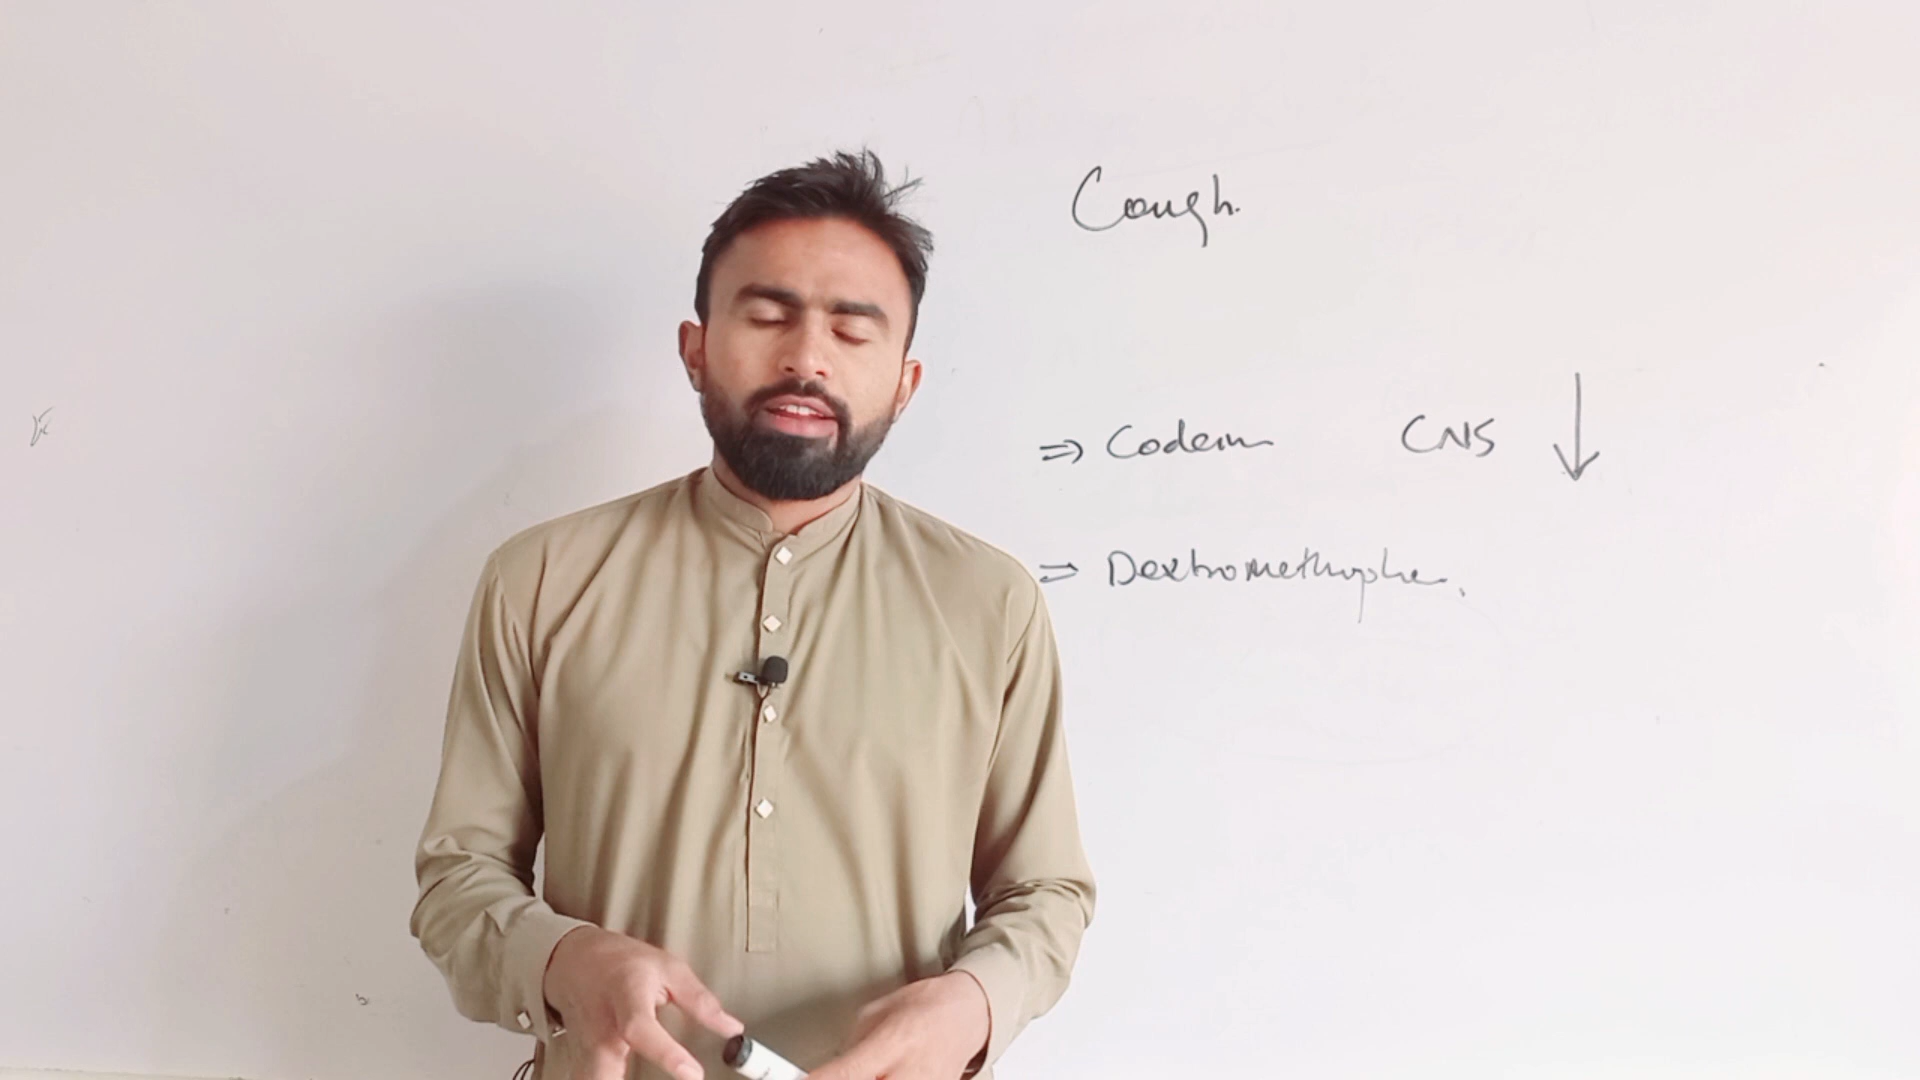 Cough.
⇒ Codein CNS ↓
⇒ Dextromethorphan.